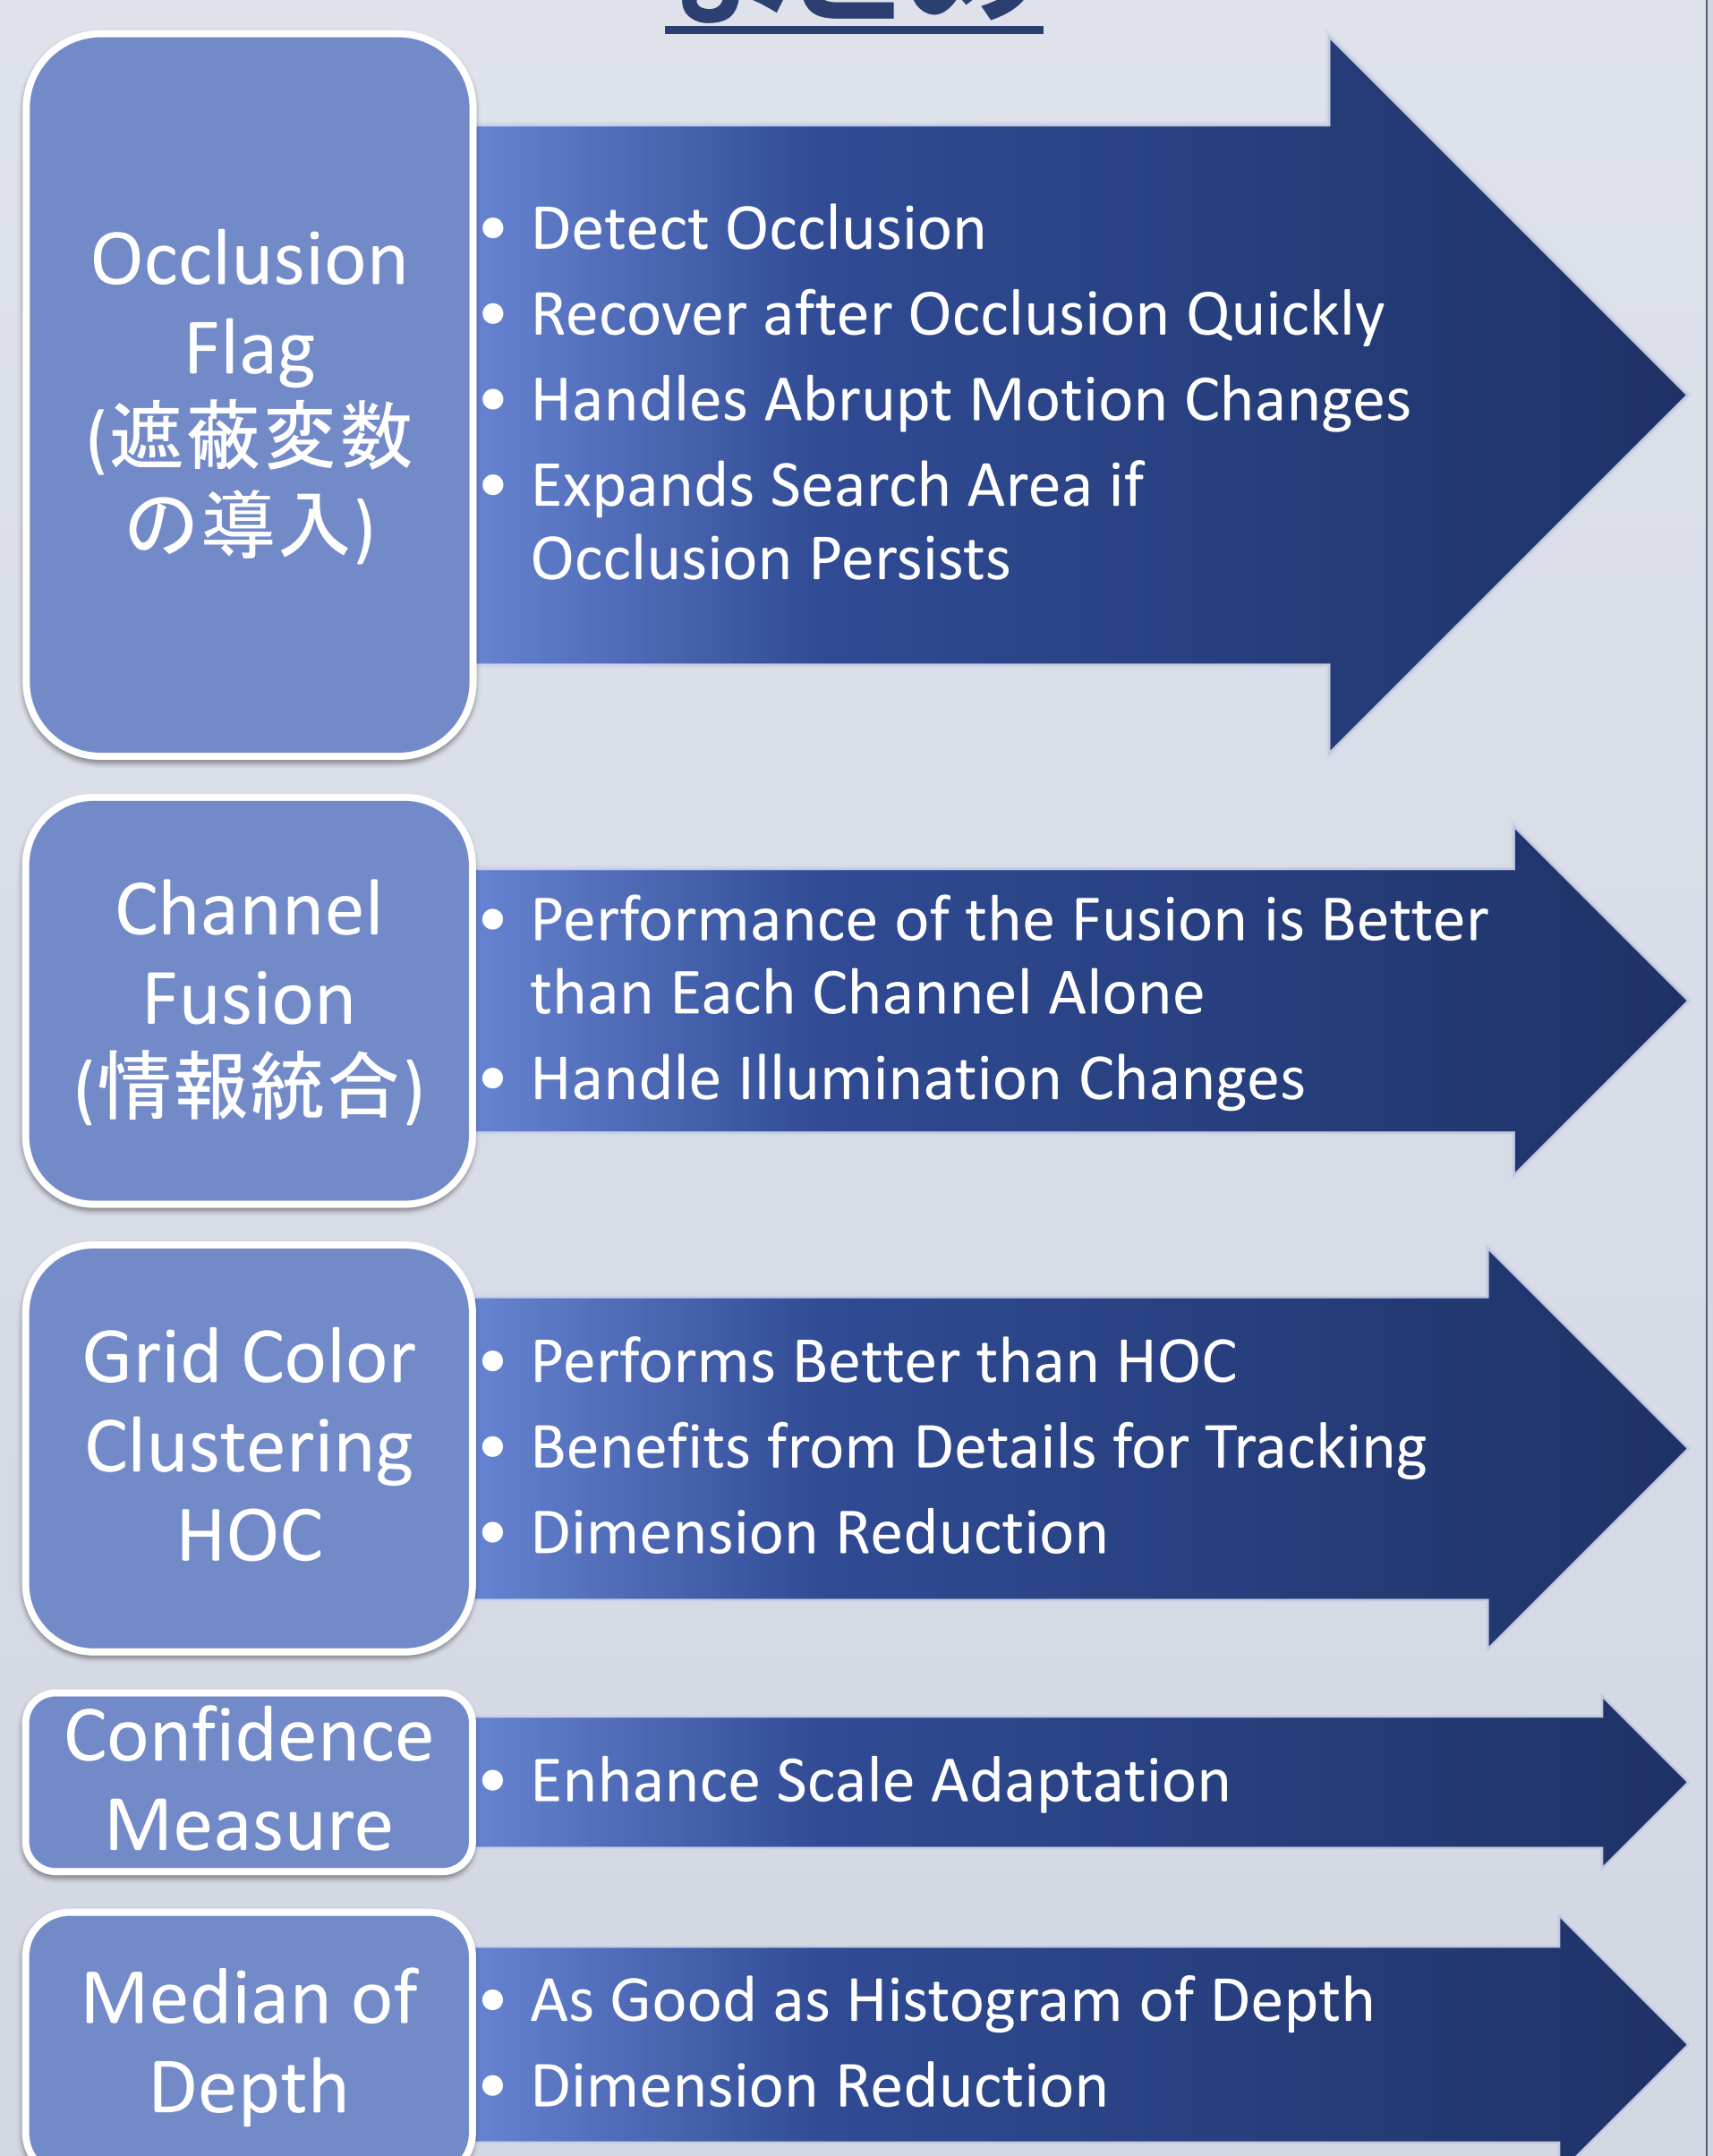 Occlusion
Flag
(遮蔽変数
の導入)
• Detect Occlusion
• Recover after Occlusion Quickly
• Handles Abrupt Motion Changes
• Expands Search Area if
Occlusion Persists
Channel
Fusion
(情報統合)
• Performance of the Fusion is Better
than Each Channel Alone
• Handle Illumination Changes
Grid Color
Clustering
HOC
• Performs Better than HOC
• Benefits from Details for Tracking
• Dimension Reduction
Confidence
Measure
• Enhance Scale Adaptation
Median of
Depth
• As Good as Histogram of Depth
• Dimension Reduction